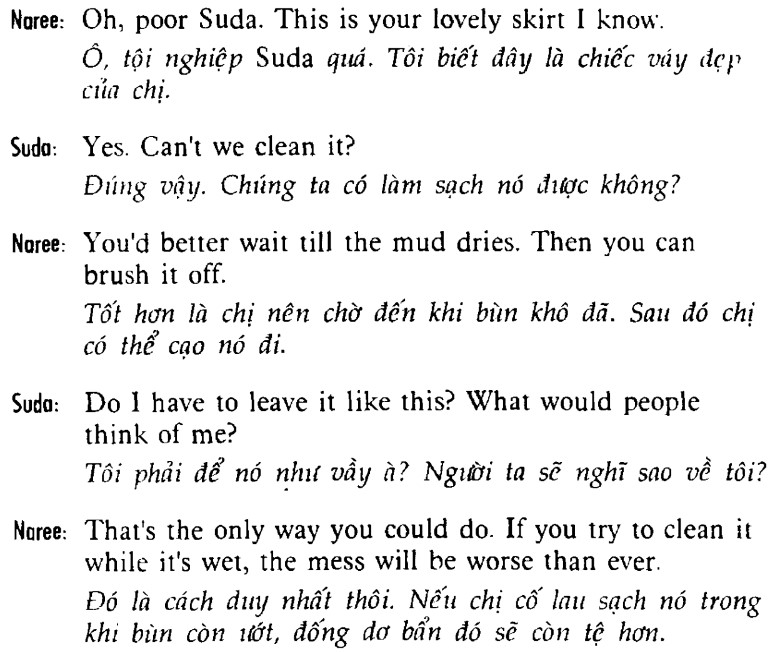 Naree: Oh, poor Suda. This is your lovely skirt I know.
Ô, tội nghiệp Suda quá. Tôi biết đây là chiếc váy đẹp
của chị.
Suda: Yes. Can't we clean it?
Đúng vậy. Chúng ta có làm sạch nó được không?
Naree: You'd better wait till the mud dries. Then you can
brush it off.
Tốt hơn là chị nên chờ đến khi bùn khô đã. Sau đó chị
có thể cạo nó đi.
Suda: Do I have to leave it like this? What would people
think of me?
Tôi phải để nó như vầy à? Người ta sẽ nghĩ sao về tôi?
Naree: That's the only way you could do. If you try to clean it
while it's wet, the mess will be worse than ever.
Đó là cách duy nhất thôi. Nếu chị cố lau sạch nó trong
khi bùn còn ướt, đống dơ bẩn đó sẽ còn tệ hơn.